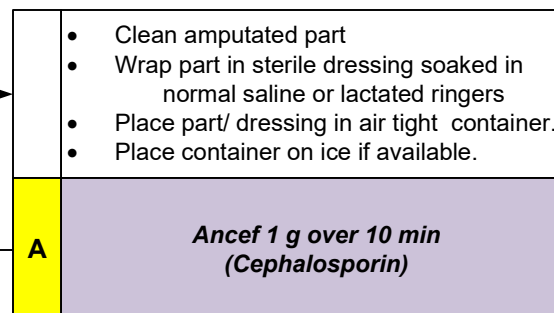 • Clean amputated part
• Wrap part in sterile dressing soaked in
normal saline or lactated ringers
• Place part/ dressing in air tight container.
• Place container on ice if available.
A
Ancef 1 g over 10 min
(Cephalosporin)